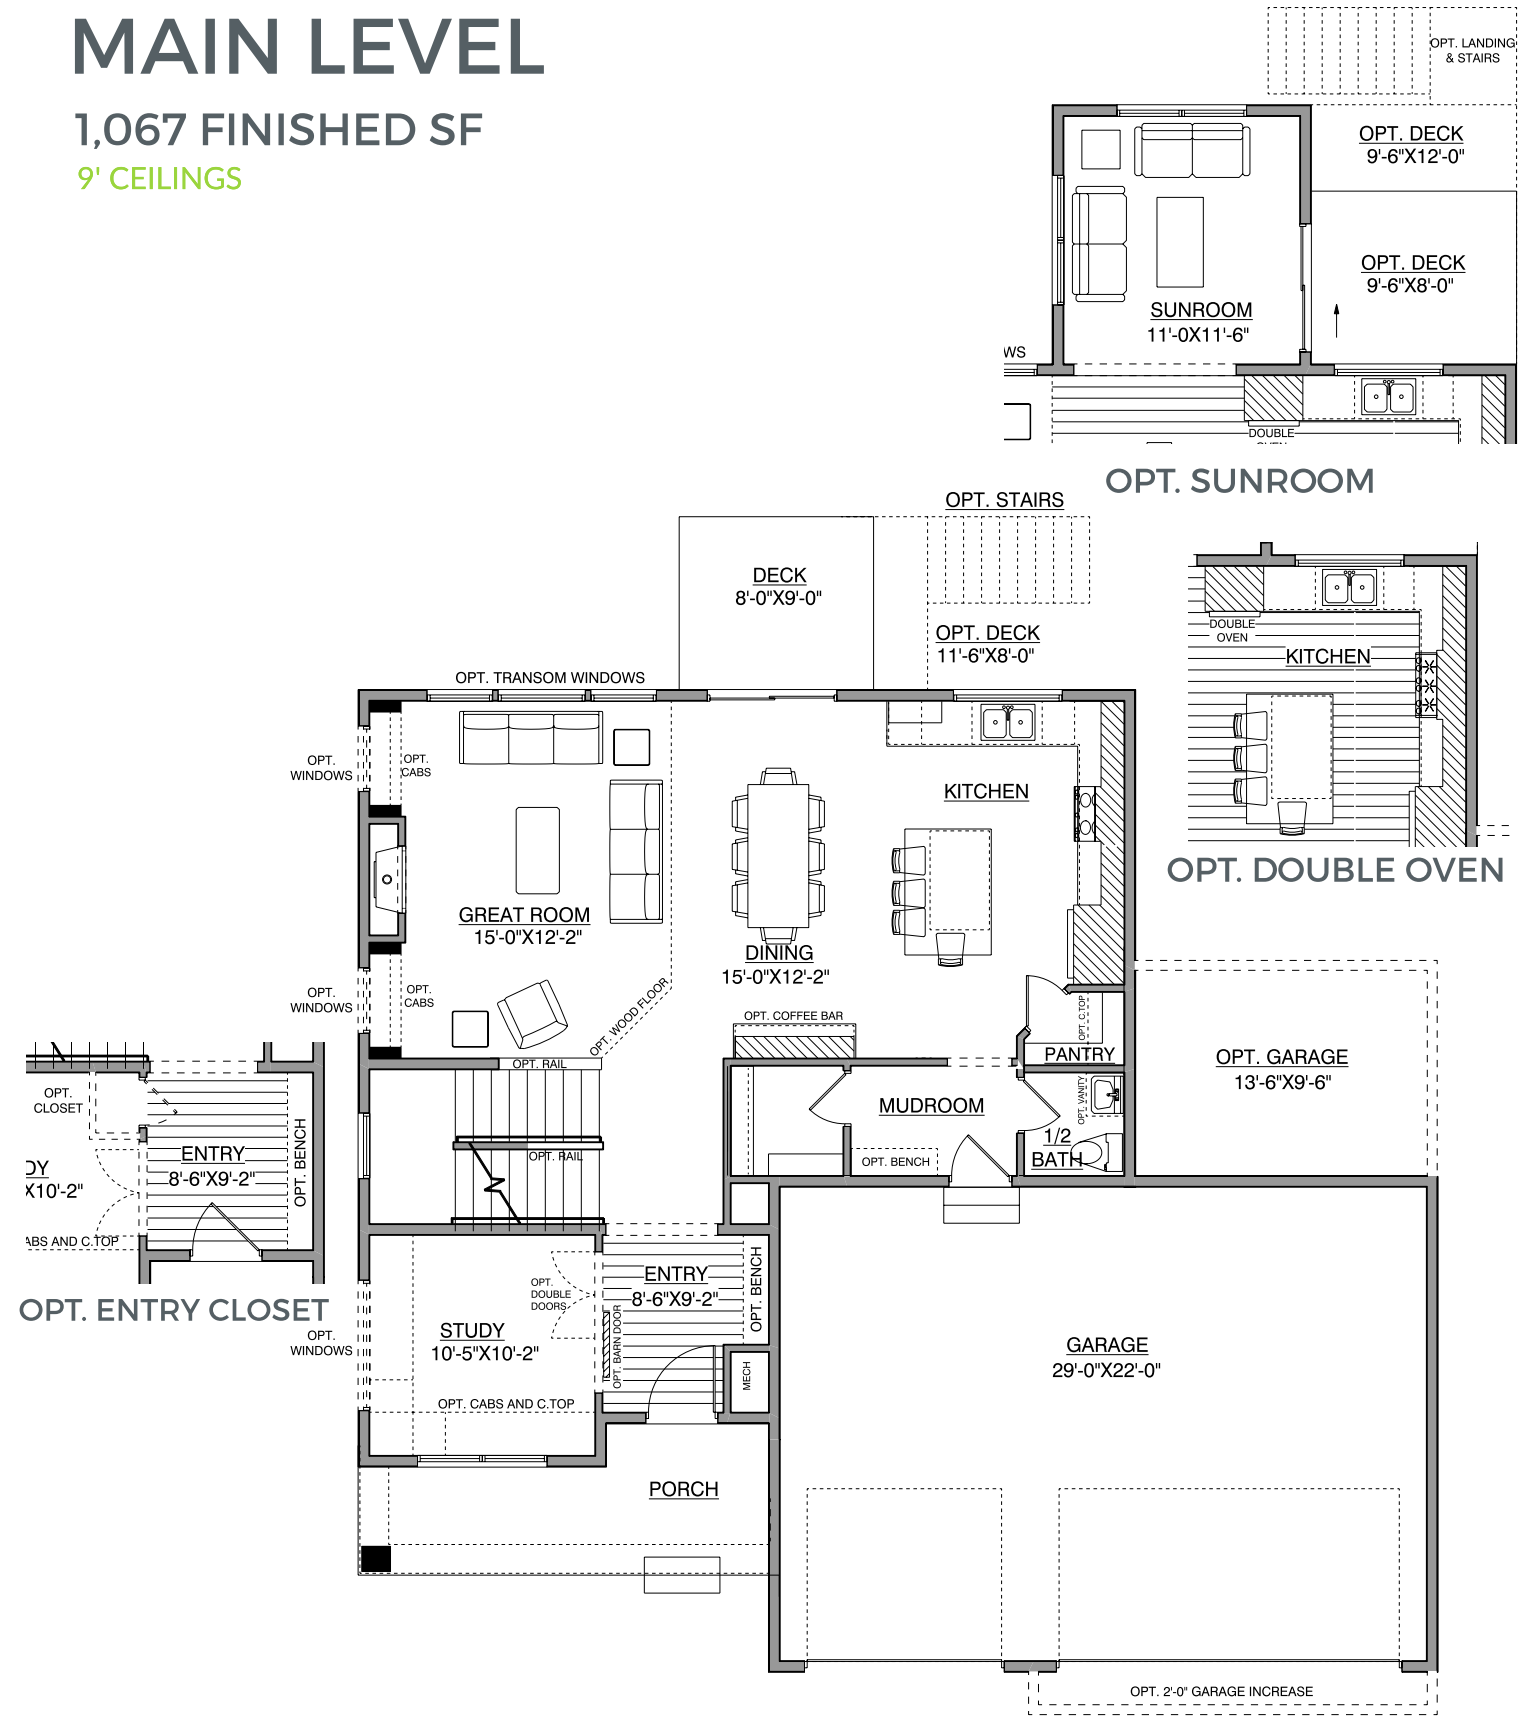 MAIN LEVEL
1,067 FINISHED SF
9' CEILINGS
OPT. LANDING
& STAIRS
OPT. DECK
9'-6"X12'-0"
OPT. DECK
9'-6"X8'-0"
SUNROOM
11'-0X11'-6"
WS
DOUBLE
OPT. SUNROOM
OPT. STAIRS
DECK
8'-0"X9'-0"
OPT. DECK
11'-6"X8'-0"
DOUBLE
OVEN
KITCHEN
OPT. DOUBLE OVEN
OPT. TRANSOM WINDOWS
OPT.
WINDOWS
OPT.
CABS
KITCHEN
GREAT ROOM
15'-0"X12'-2"
DINING
15'-0"X12'-2"
OPT.
WINDOWS
OPT.
CABS
OPT. WOOD FLOOR
OPT. COFFEE BAR
OPT. C.TOP
PANTRY
OPT. RAIL
OPT. GARAGE
13'-6"X9'-6"
OPT.
CLOSET
ENTRY
8'-6"X9'-2"
OPT. BENCH
DY
X10'-2"
ABS AND C.TOP
OPT. ENTRY CLOSET
MUDROOM
OPT. VANITY
1/2
BATH
OPT. RAIL
OPT. BENCH
OPT.
DOUBLE
DOORS
ENTRY
8'-6"X9'-2"
OPT. BENCH
OPT.
WINDOWS
STUDY
10'-5"X10'-2"
OPT. BARN DOOR
MECH
OPT. CABS AND C.TOP
GARAGE
29'-0"X22'-0"
PORCH
OPT. 2'-0" GARAGE INCREASE